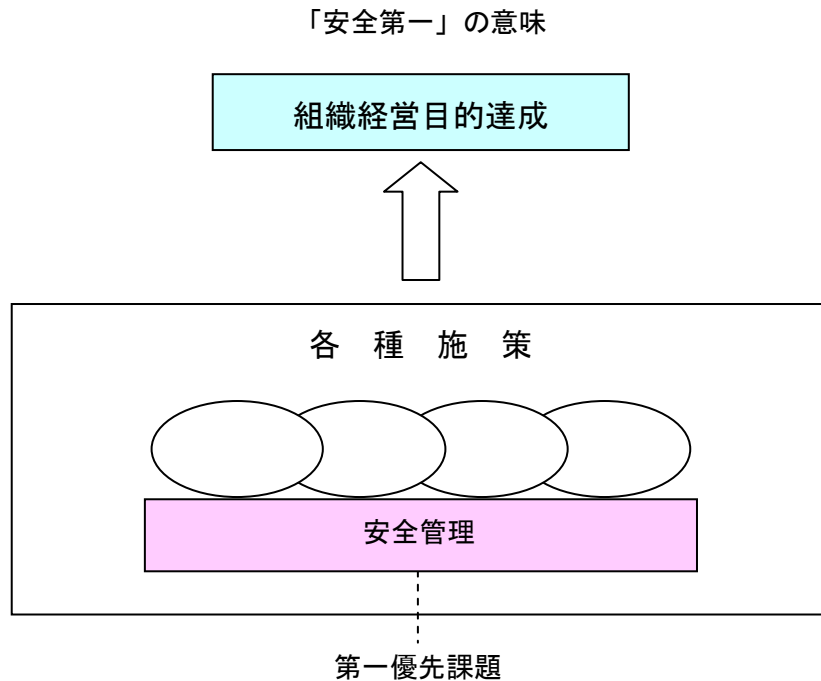 「安全第一」の意味
組織経営目的達成
各　種　施　策
安全管理
第一優先課題